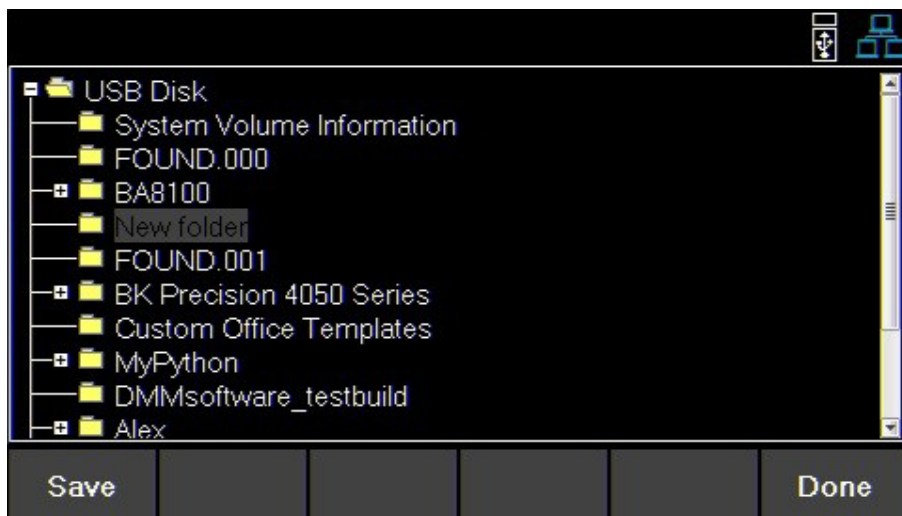 USB Disk
System Volume Information
FOUND.000
BA8100
New folder
FOUND.001
BK Precision 4050 Series
Custom Office Templates
MyPython
DMMsoftware_testbuild
Alex
Save Done